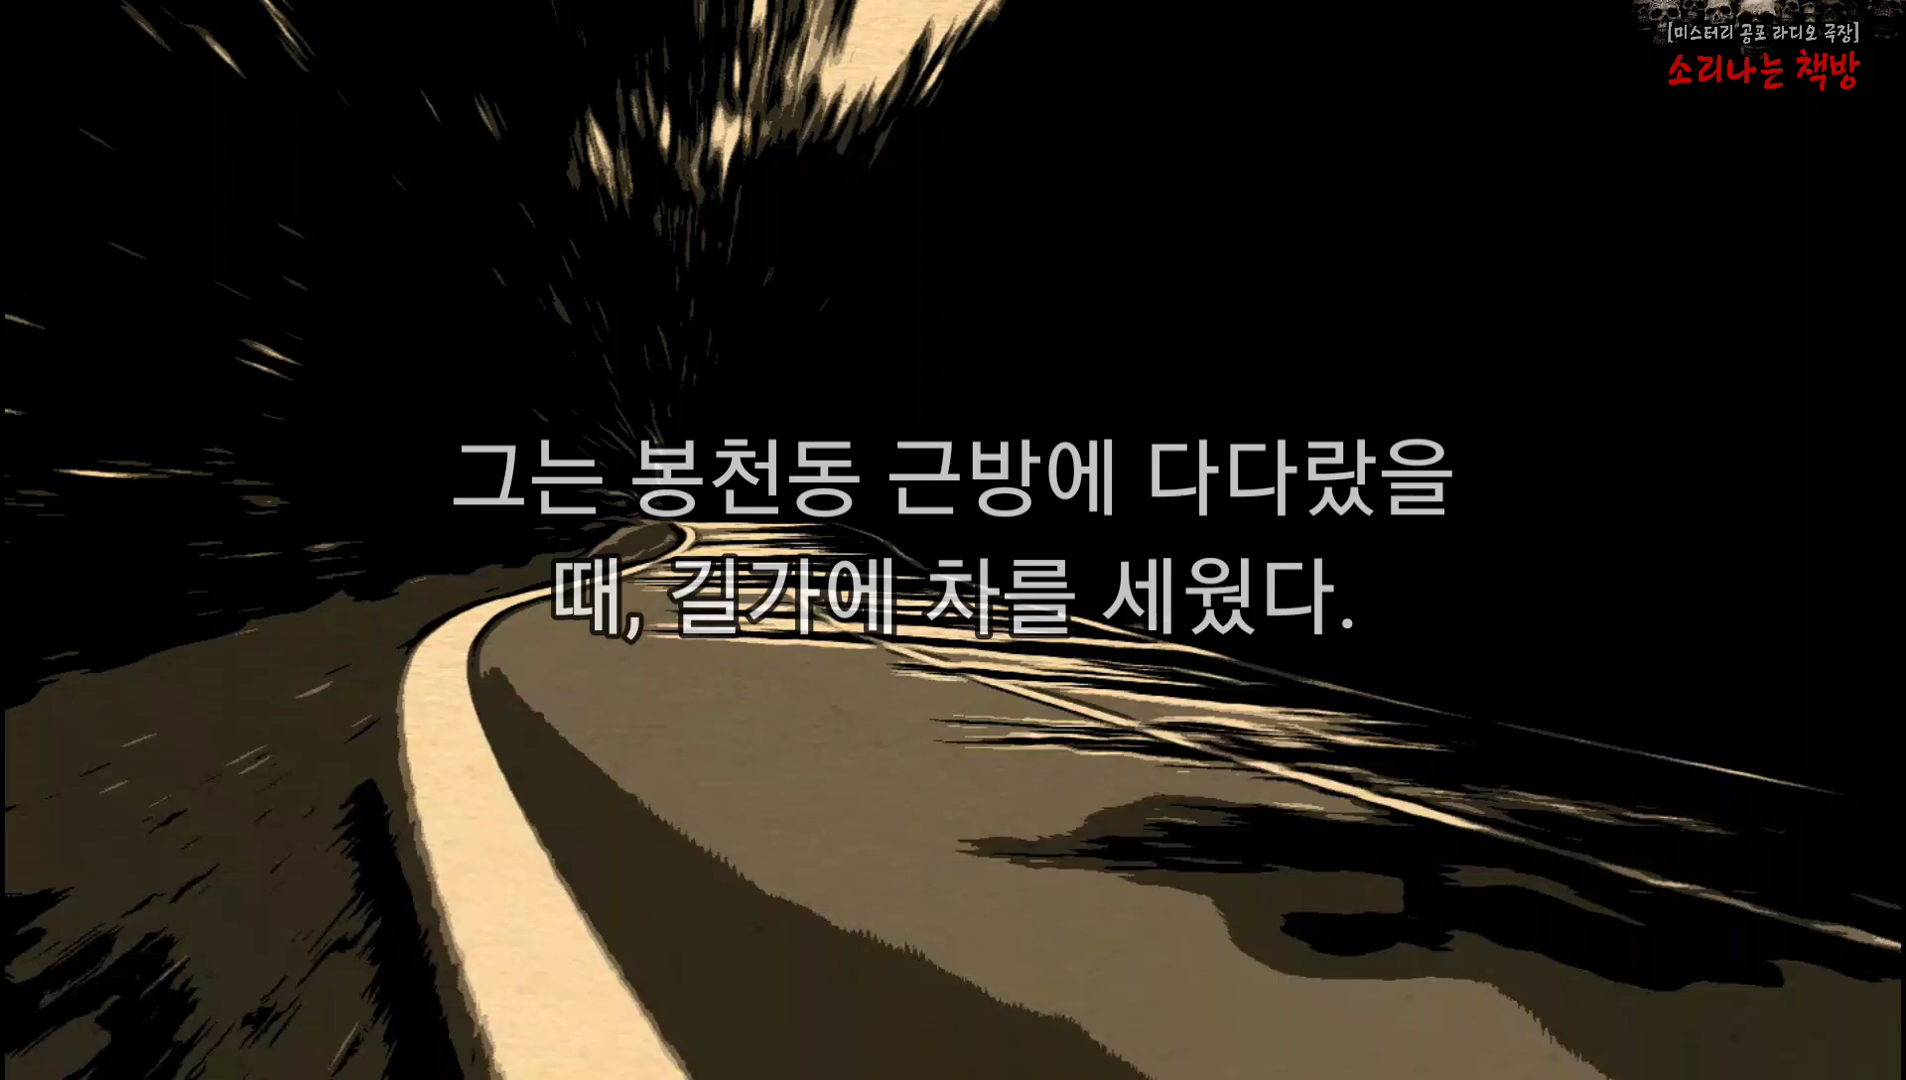 [미스터리 공포 라디오 극장]
소리나는 책방
그는 봉천동 근방에 다다랐을
때, 길가에 차를 세웠다.